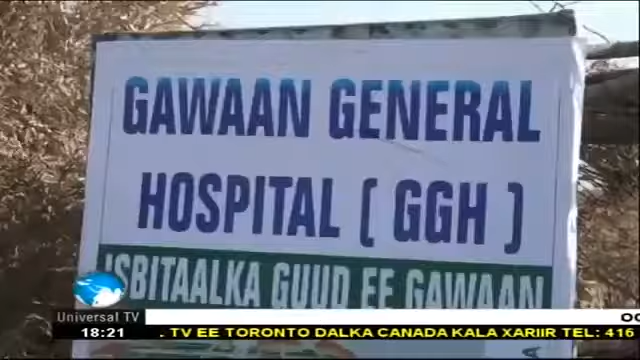 GAWAAN GENERAL
HOSPITAL ( GGH )
ISBITAALKA GUUD EE GAWAAN
Universal TV
18:21
. TV EE TORONTO DALKA CANADA KALA XARIIR TEL: 416